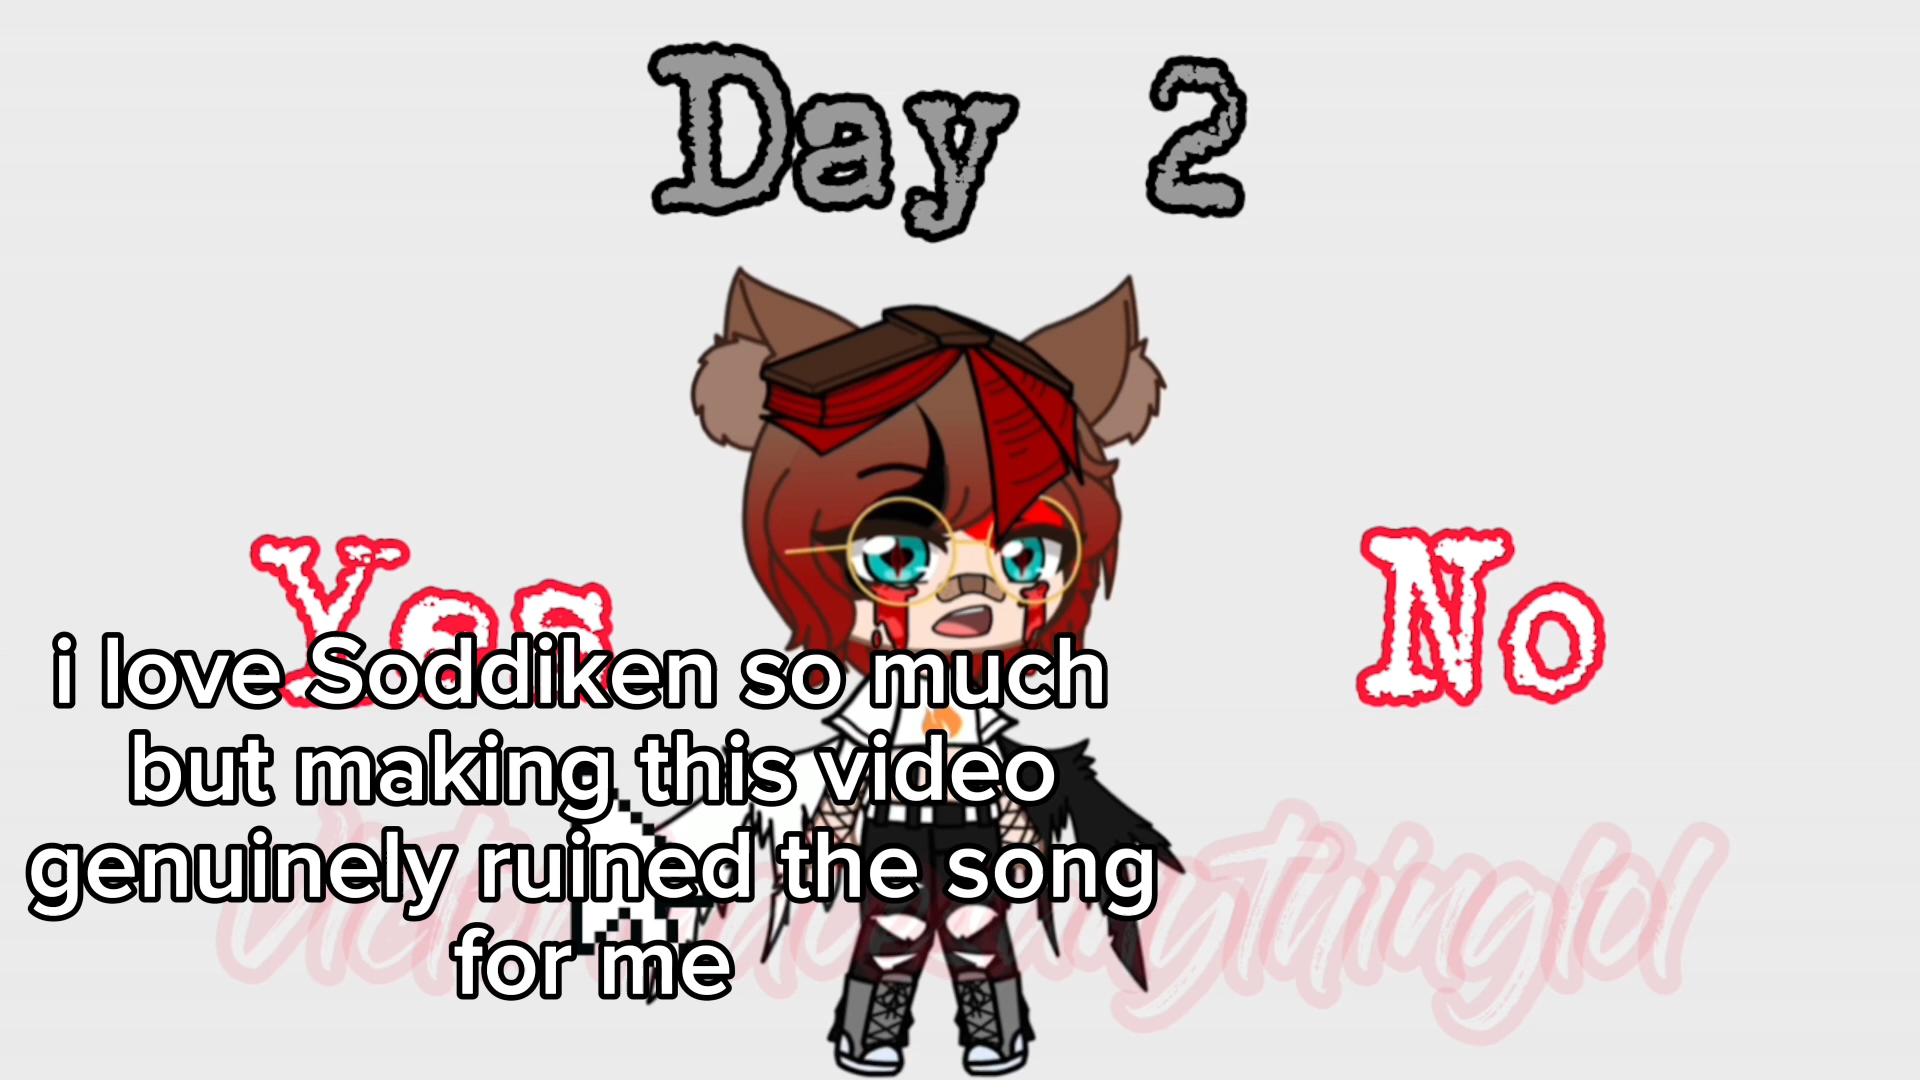 Day 2
Yes
No
i love Soddiken so much
but making this video
genuinely ruined the song
for me